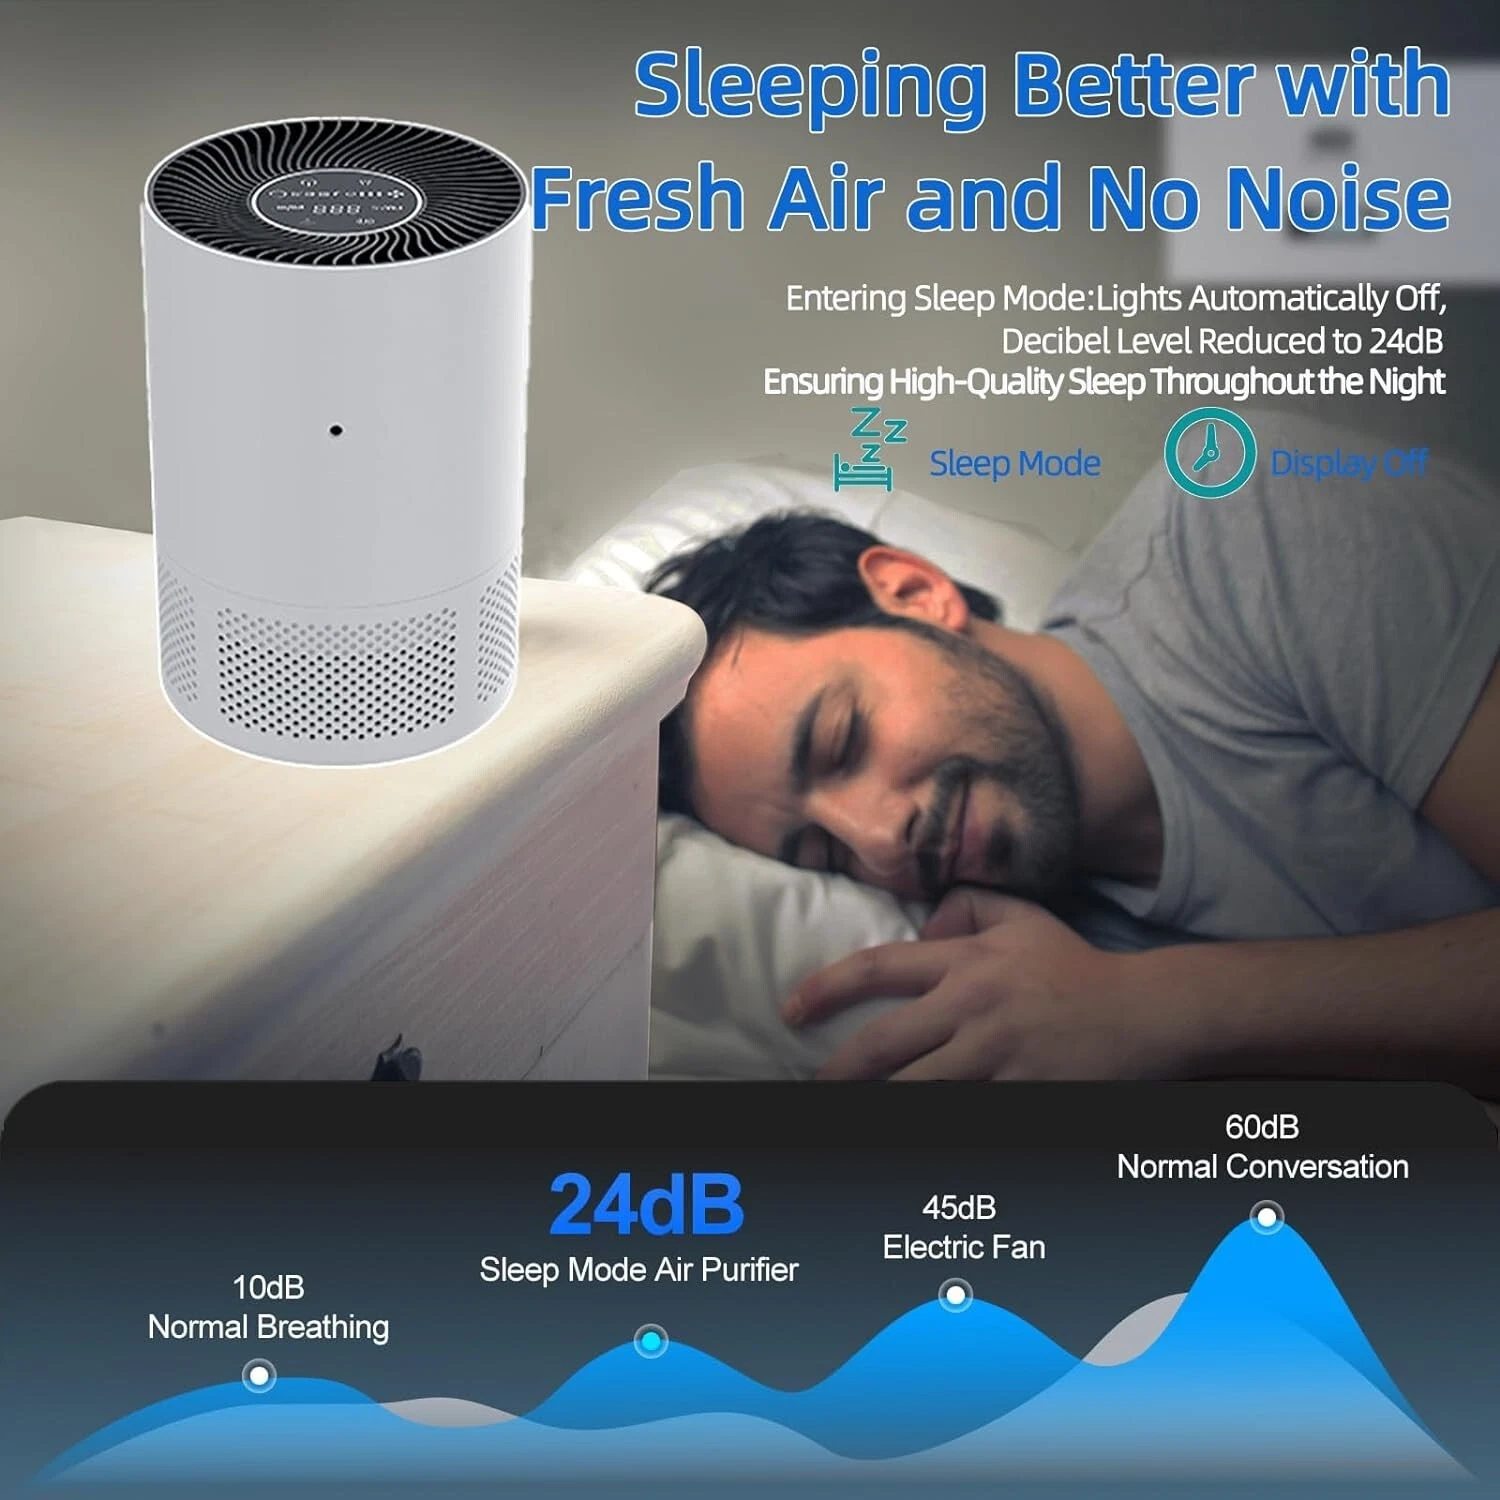 Sleeping Better with
Fresh Air and No Noise
Entering Sleep Mode:Lights Automatically Off,
Decibel Level Reduced to 24dB
Ensuring High-Quality Sleep Throughout the Night
Sleep Mode
Display Off
888
60dB
Normal Conversation
24dB
Sleep Mode Air Purifier
45dB
Electric Fan
10dB
Normal Breathing